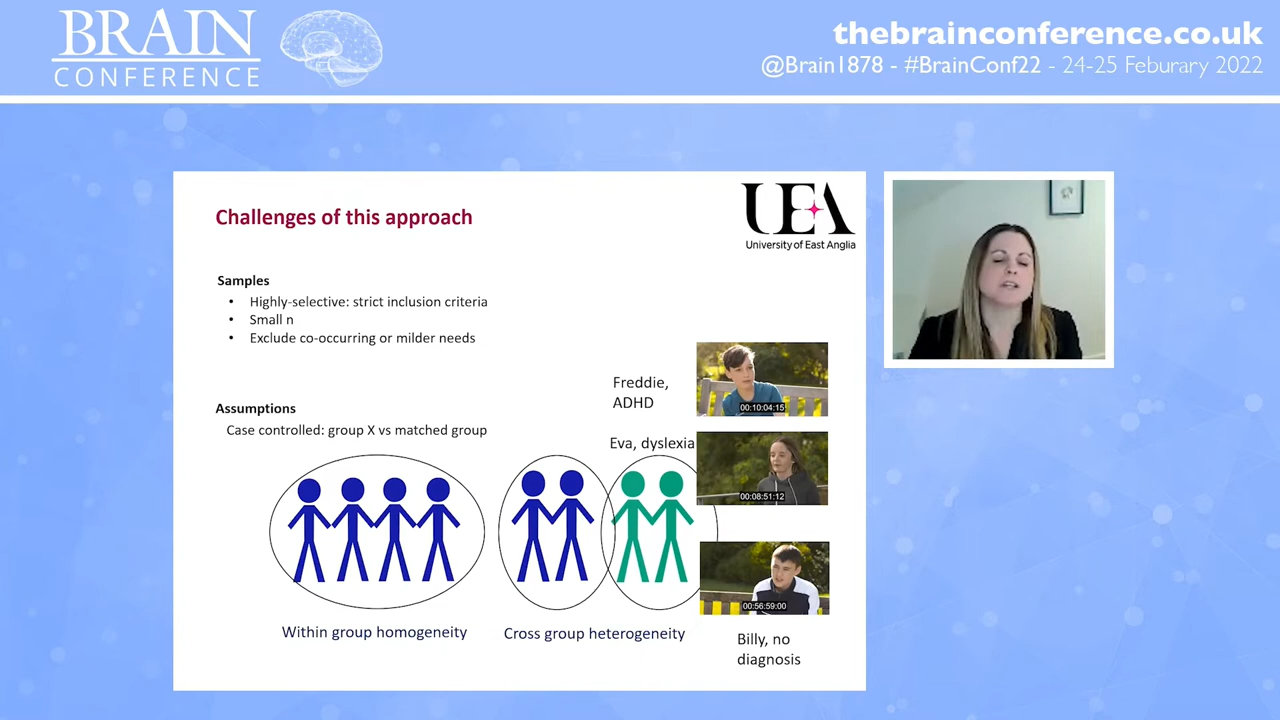 BRAIN
CONFERENCE
thebrainconference.co.uk
@Brain1878 - #BrainConf22 - 24-25 Feburary 2022
Challenges of this approach
UEA
University of East Anglia
Samples
• Highly-selective: strict inclusion criteria
• Small n
• Exclude co-occurring or milder needs
Freddie,
ADHD
00:10:04:15
Assumptions
Case controlled: group X vs matched group
Eva, dyslexia
00:08:51:12
00:56:59:00
Within group homogeneity
Cross group heterogeneity
Billy, no
diagnosis